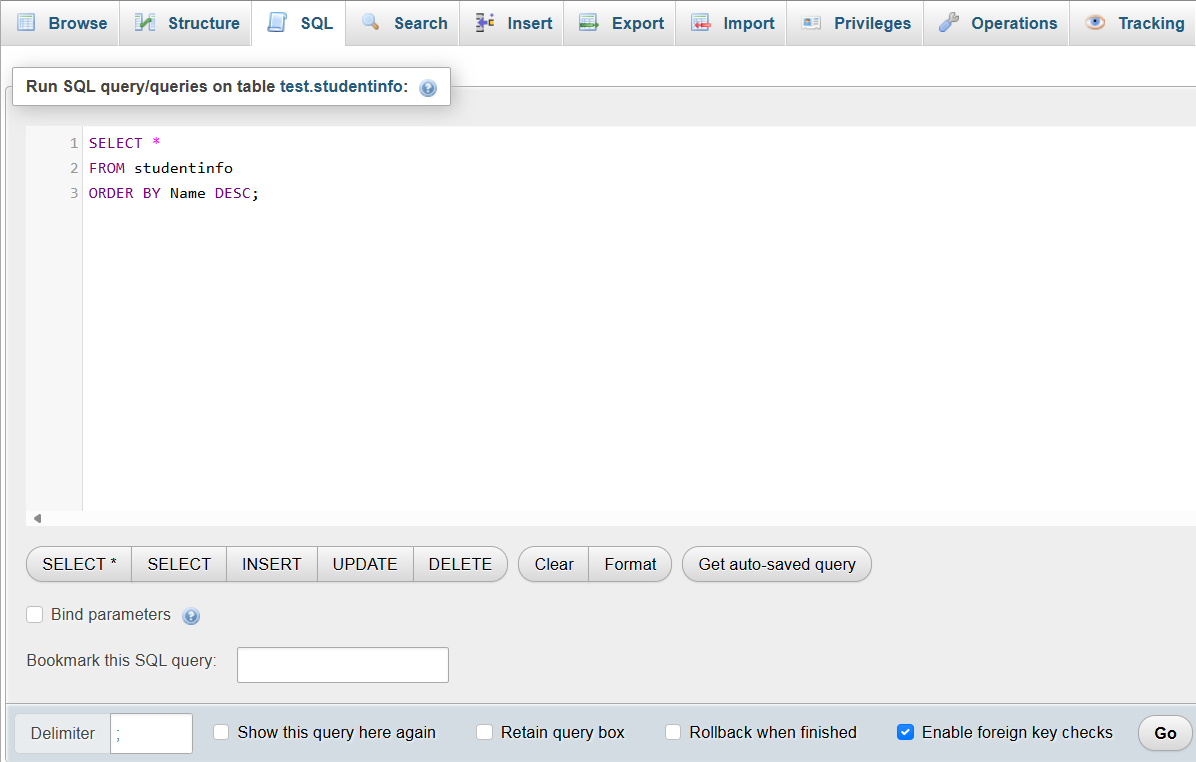 Browse Structure SQL Search Insert Export Import Privileges Operations Tracking
Run SQL query/queries on table test.studentinfo:
1 SELECT *
2 FROM studentinfo
3 ORDER BY Name DESC;
SELECT * SELECT INSERT UPDATE DELETE Clear Format Get auto-saved query
Bind parameters
Bookmark this SQL query:
Delimiter ; Show this query here again Retain query box Rollback when finished Enable foreign key checks Go